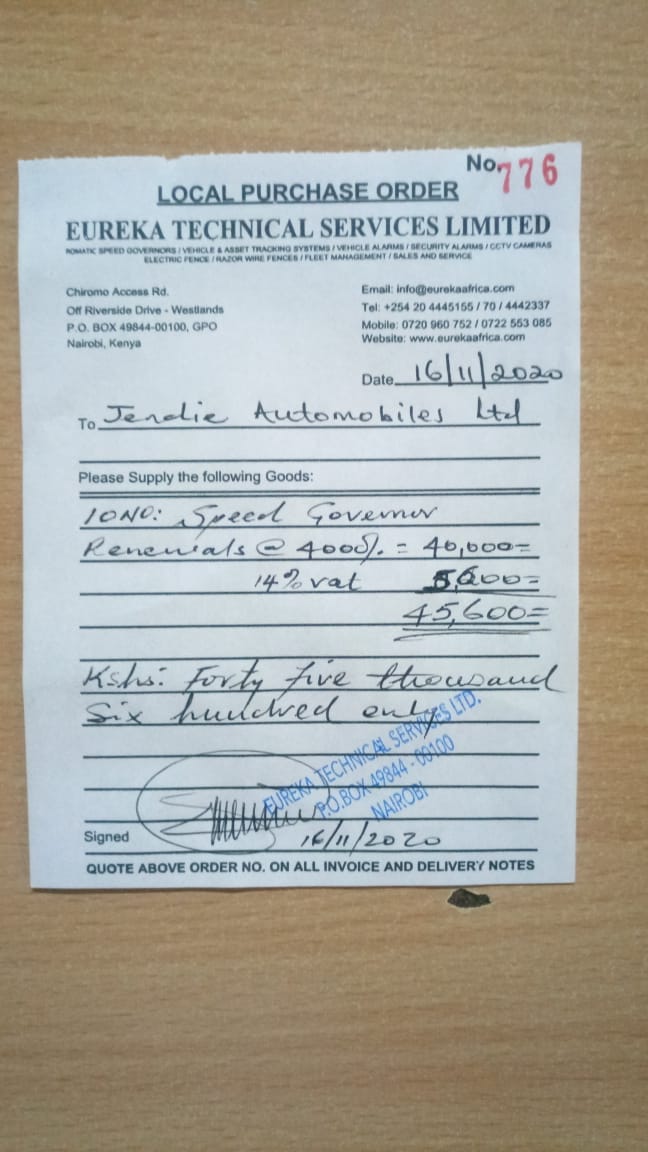 No. 776
LOCAL PURCHASE ORDER
EUREKA TECHNICAL SERVICES LIMITED
ROMATIC SPEED GOVERNORS / VEHICLE & ASSET TRACKING SYSTEMS / VEHICLE ALARMS / SECURITY ALARMS / CCTV CAMERAS
ELECTRIC FENCE / RAZOR WIRE FENCES / FLEET MANAGEMENT / SALES AND SERVICE
Chiromo Access Rd.
Off Riverside Drive - Westlands
P.O. BOX 49844-00100, GPO
Nairobi, Kenya
Email: info@eurekaafrica.com
Tel: +254 20 4445155 / 70 / 4442337
Mobile: 0720 960 752 / 0722 553 085
Website: www.eurekaafrica.com
Date 16/11/2020
To Jendie Automobiles Ltd
Please Supply the following Goods:
10NO: Speed Governor
Renewals @ 4000/. = 40,000=
14% vat 5,600=
45,600=
Kshs: Forty five thousand
Six hundred only
EUREKA TECHNICAL SERVICES LTD.
P.O.BOX 49844 - 00100
NAIROBI
Signed 16/11/2020
QUOTE ABOVE ORDER NO. ON ALL INVOICE AND DELIVERY NOTES